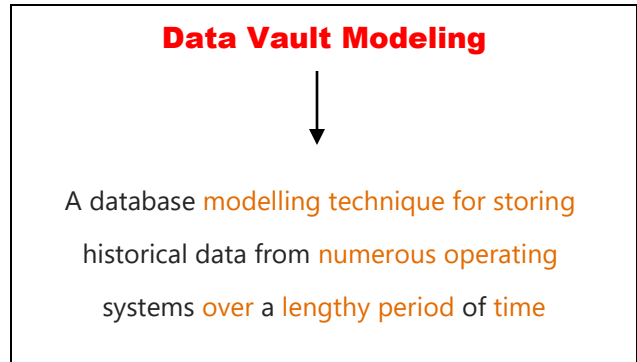 Data Vault Modeling
A database modelling technique for storing
historical data from numerous operating
systems over a lengthy period of time